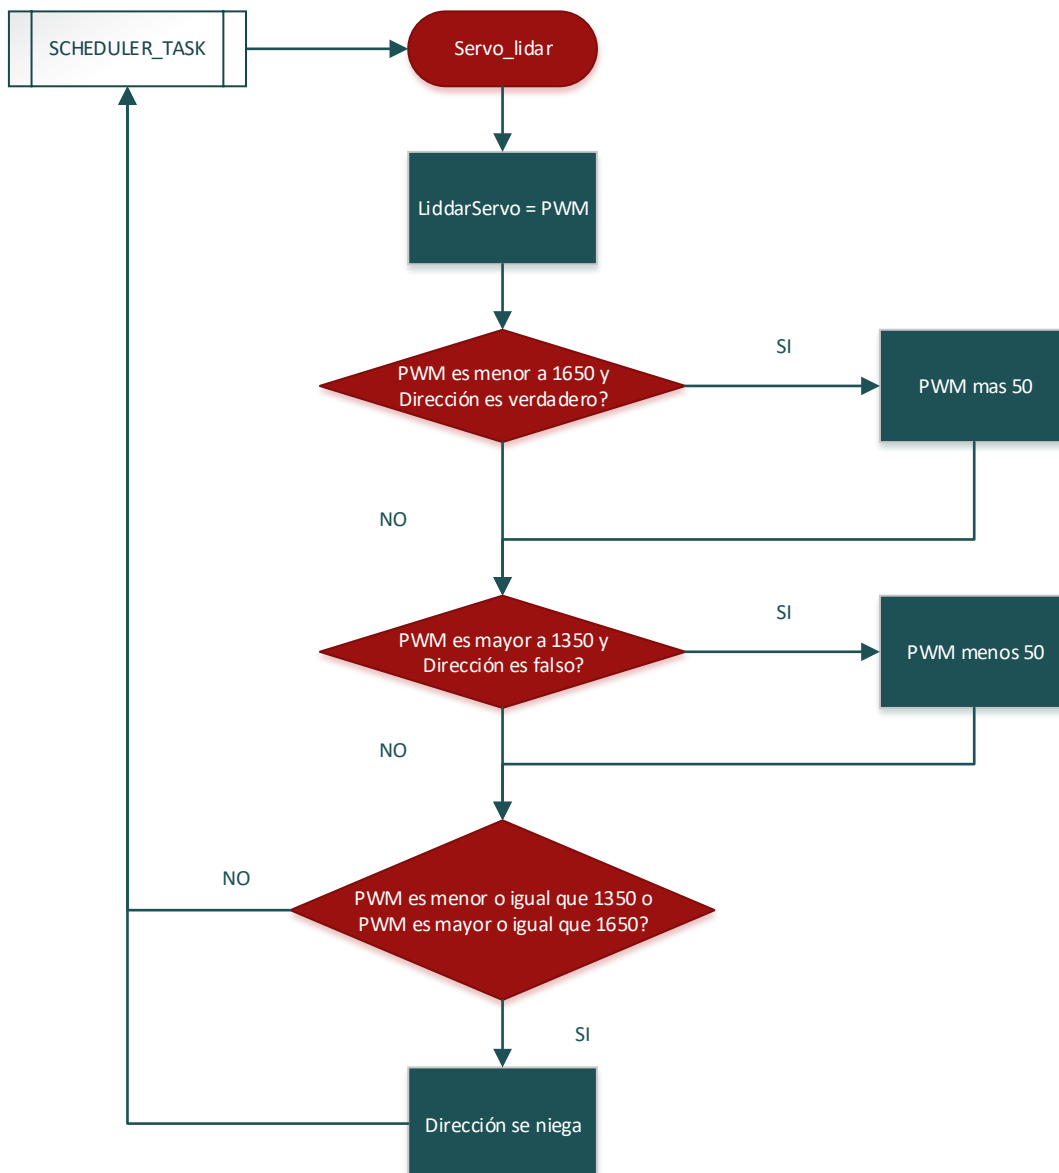 SCHEDULER_TASK
Servo_lidar
LiddarServo = PWM
PWM es menor a 1650 y
Dirección es verdadero?
SI
PWM mas 50
NO
PWM es mayor a 1350 y
Dirección es falso?
SI
PWM menos 50
NO
PWM es menor o igual que 1350 o
PWM es mayor o igual que 1650?
NO
SI
Dirección se niega